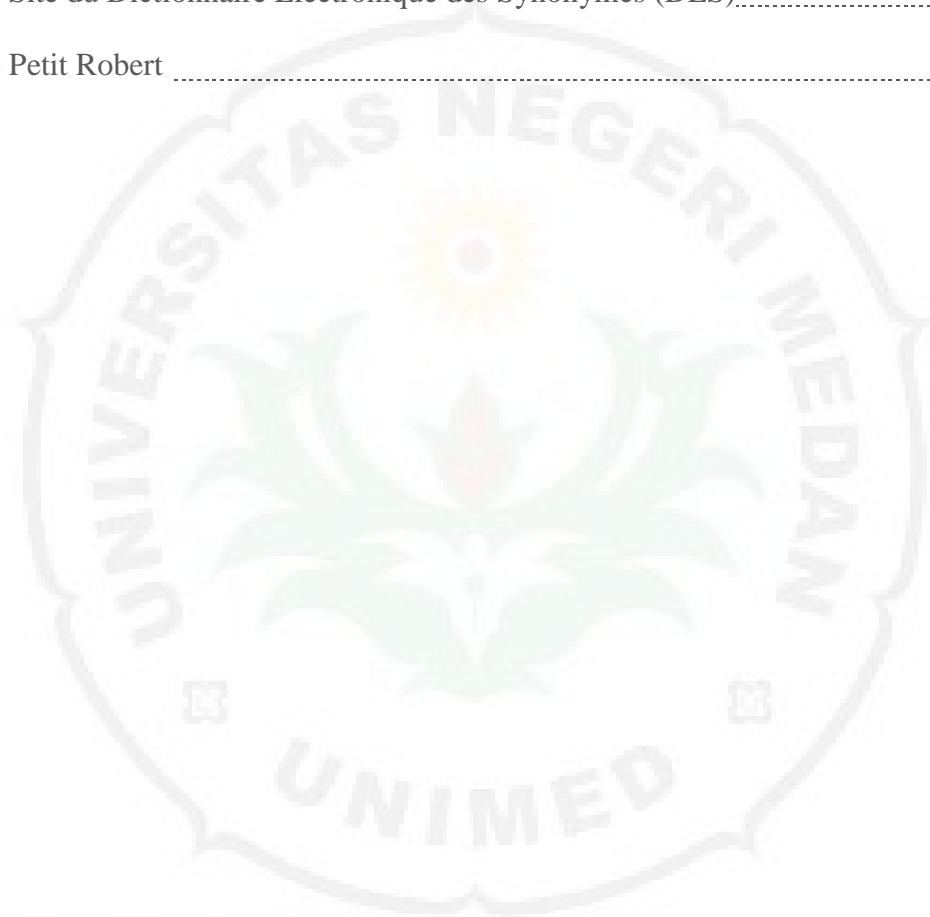 Site du Dictionnaire Electronique des Synonymes (DES)
Petit Robert
UNIVERSITAS NEGERI MEDAN
UNIMED